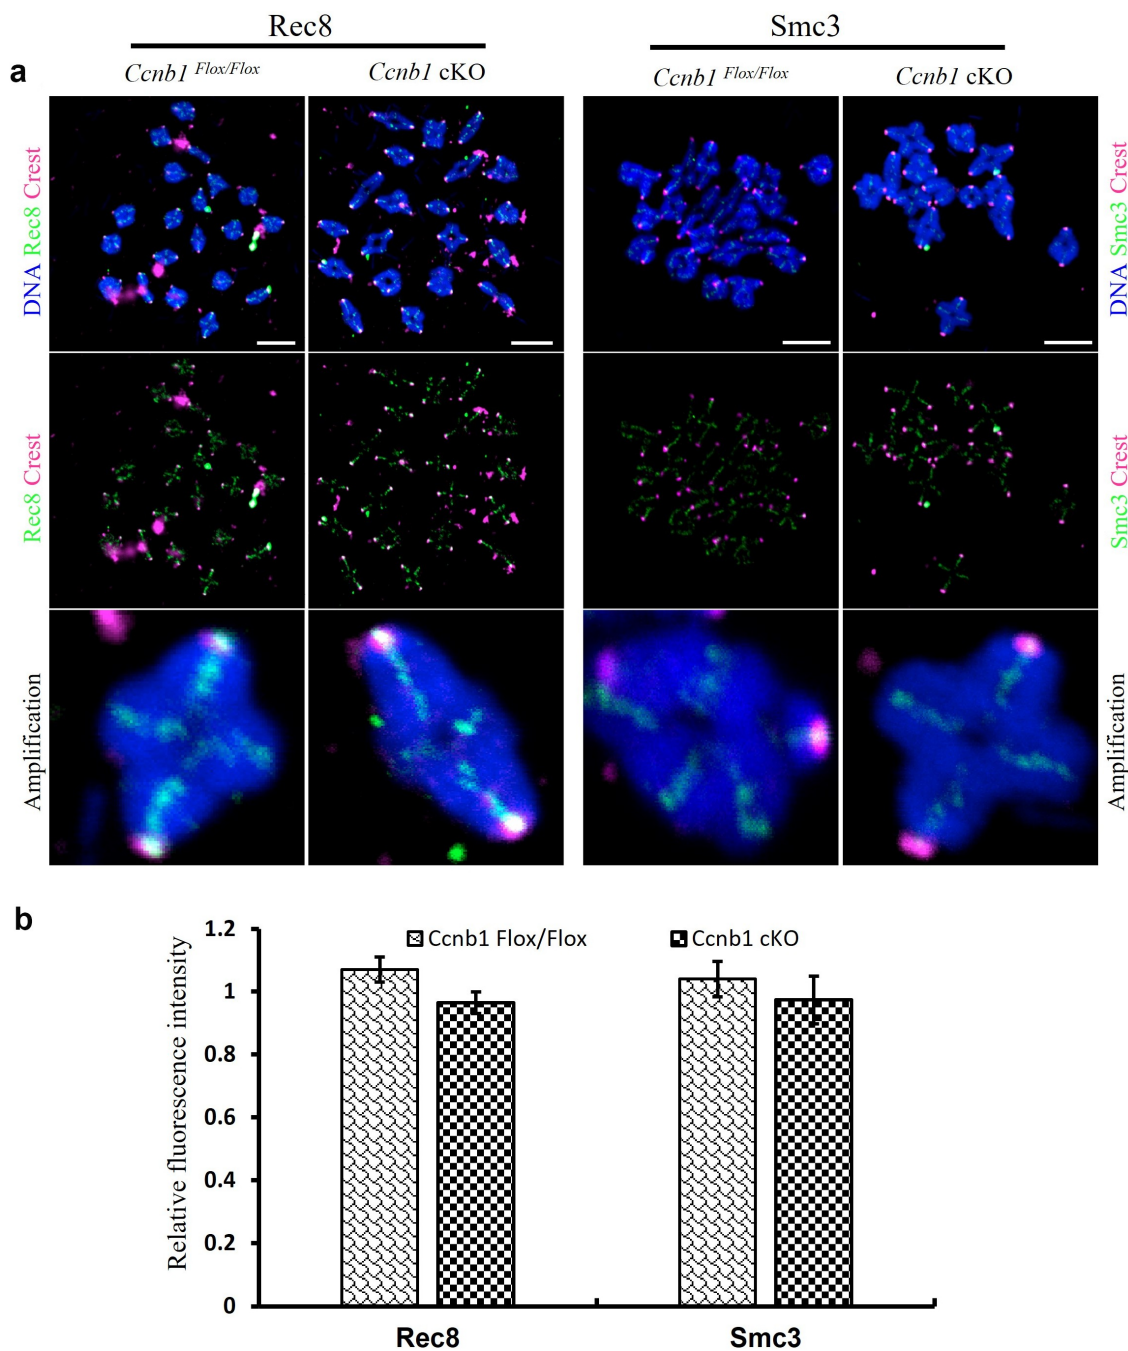 Rec8
Smc3
a
Ccnb1 Flox/Flox
Ccnb1 cKO
Ccnb1 Flox/Flox
Ccnb1 cKO
DNA Rec8 Crest
DNA Smc3 Crest
Rec8 Crest
Smc3 Crest
Amplification
Amplification
b
Ccnb1 Flox/Flox
Ccnb1 cKO
Relative fluorescence intensity
1.2
1
0.8
0.6
0.4
0.2
0
Rec8
Smc3